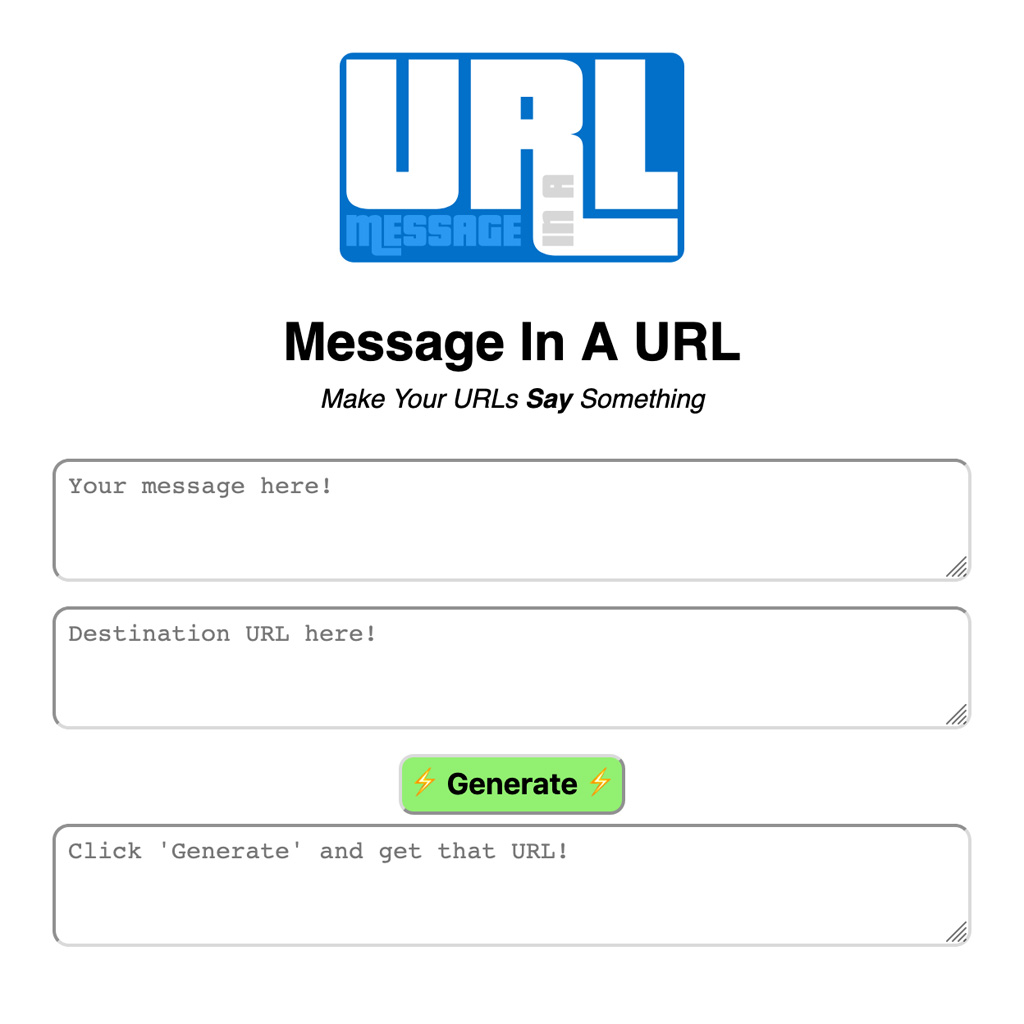 URL
MESSAGE IN A
Message In A URL
Make Your URLs Say Something
Your message here!
Destination URL here!
⚡ Generate ⚡
Click 'Generate' and get that URL!